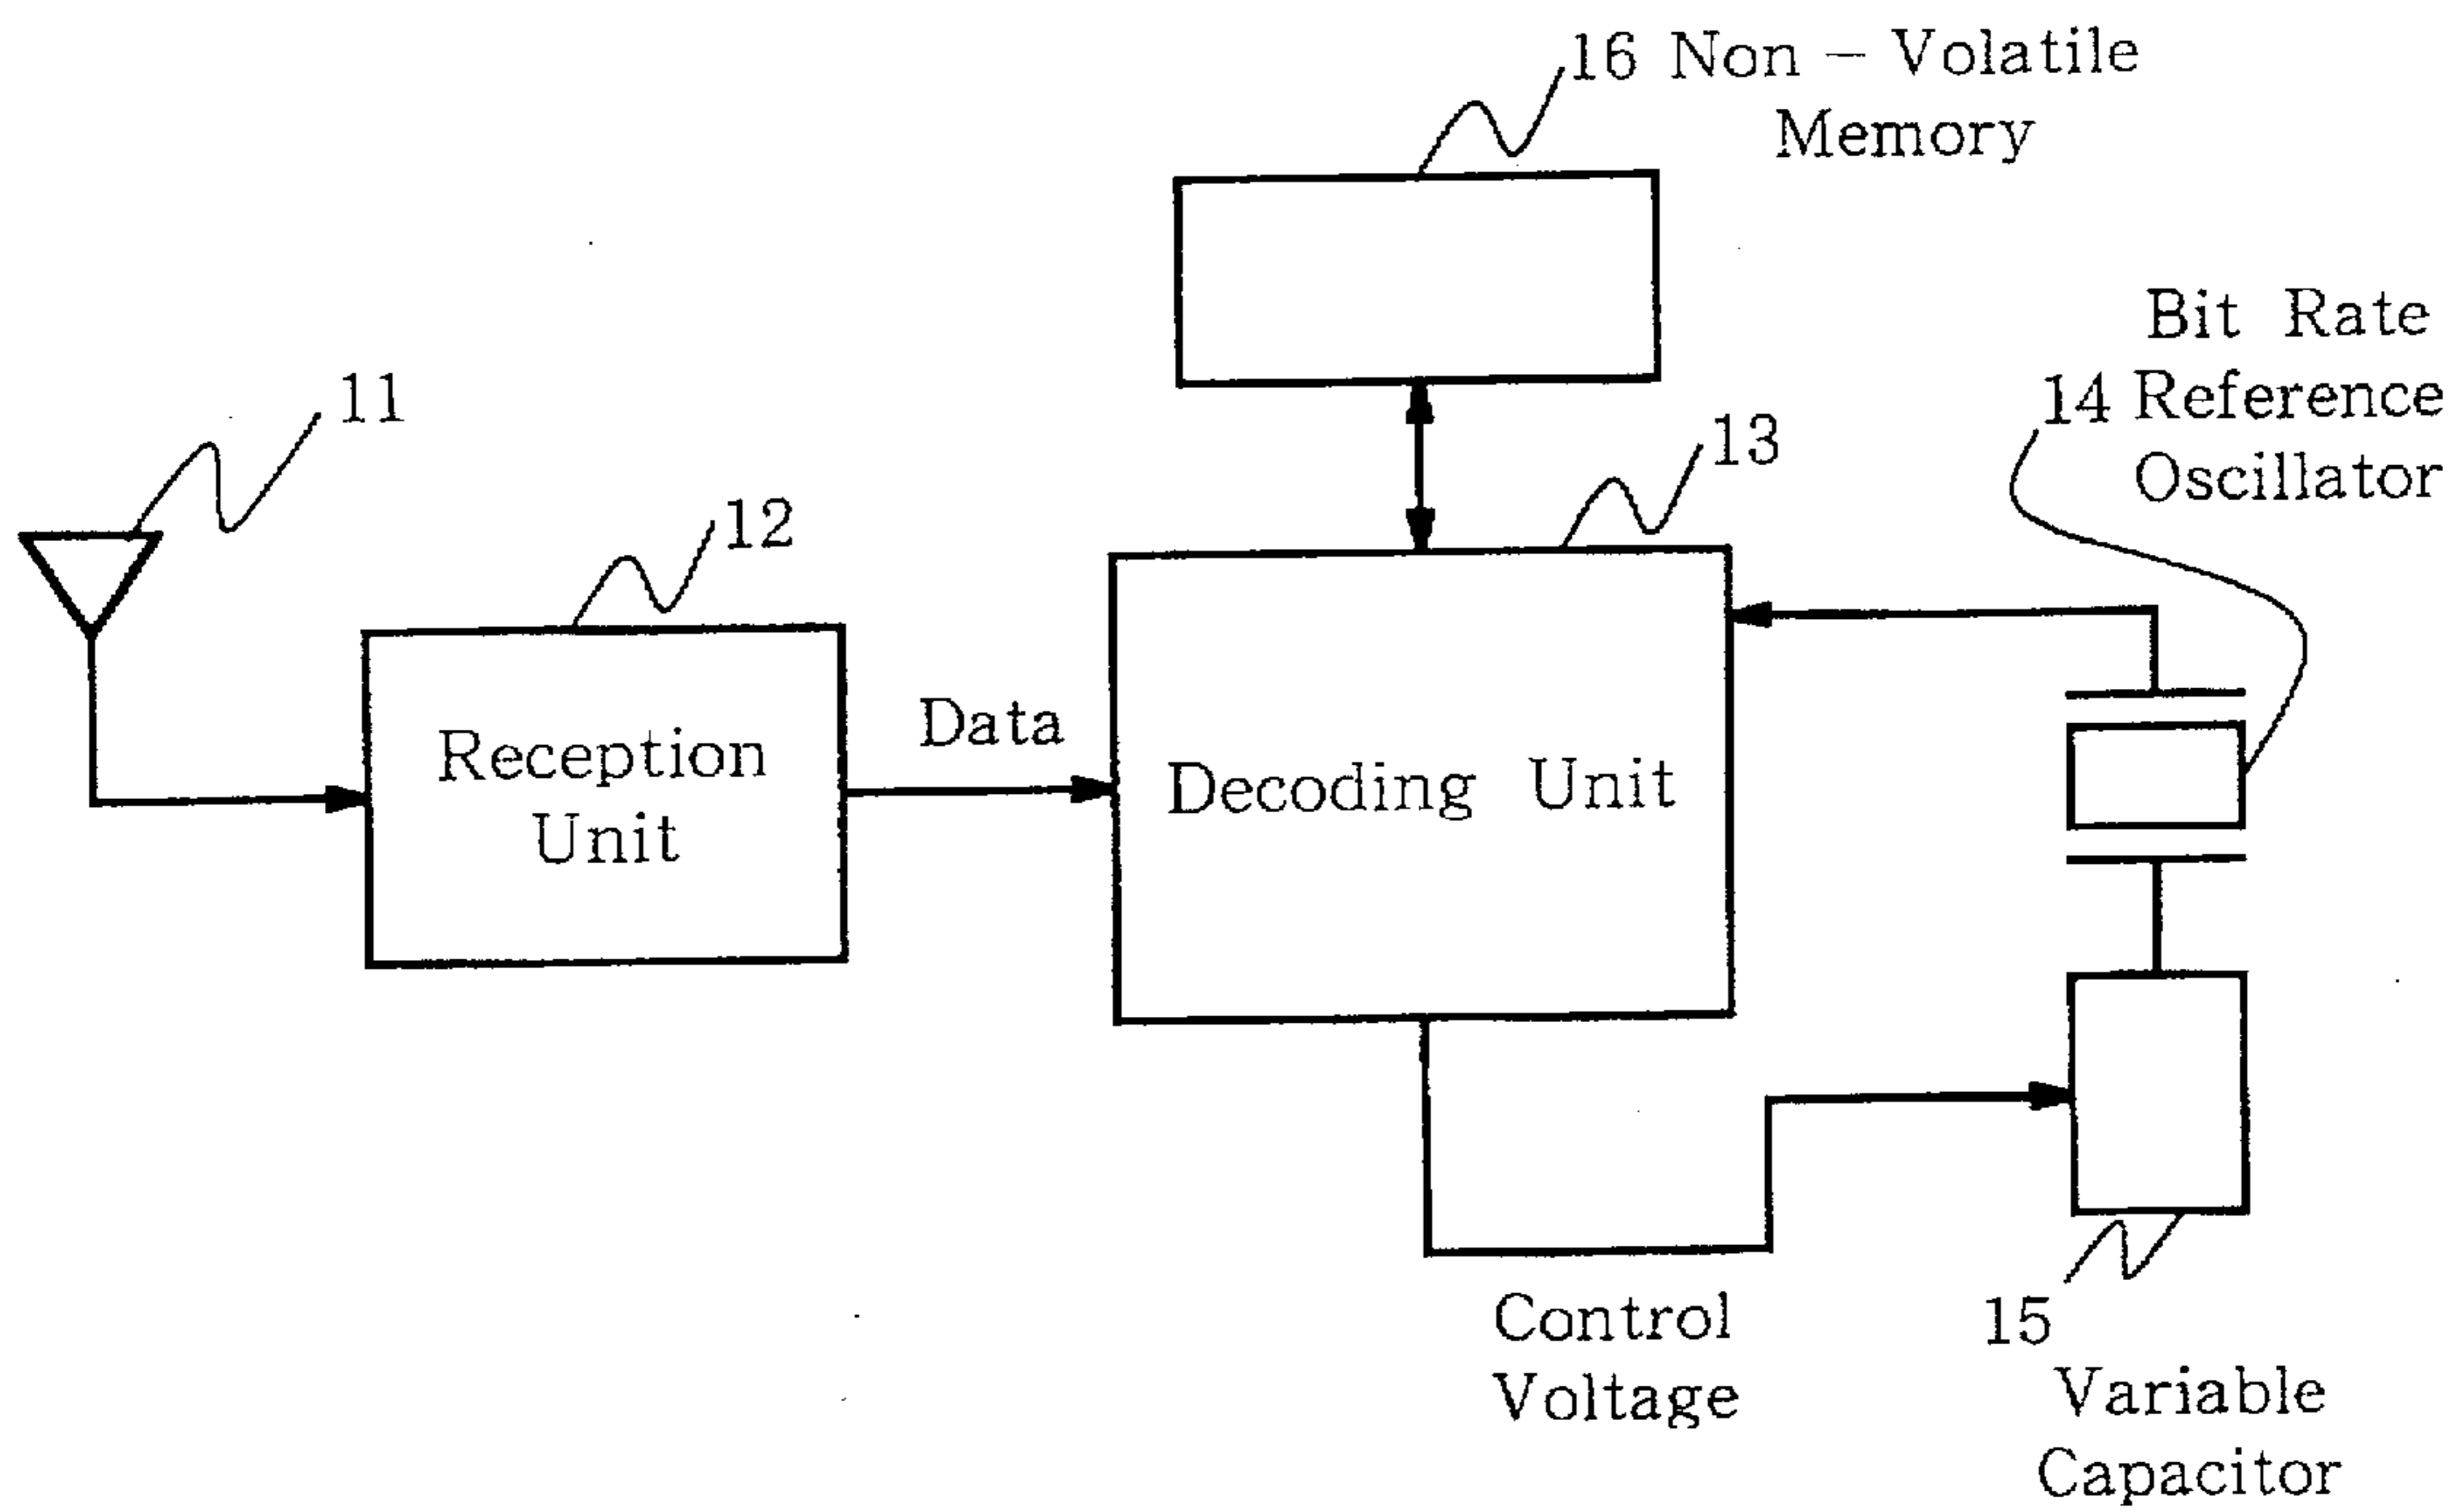 16 Non - Volatile
Memory
Bit Rate
14 Reference
Oscillator
11
13
12
Reception
Unit
Data
Decoding Unit
Control
Voltage
15
Variable
Capacitor